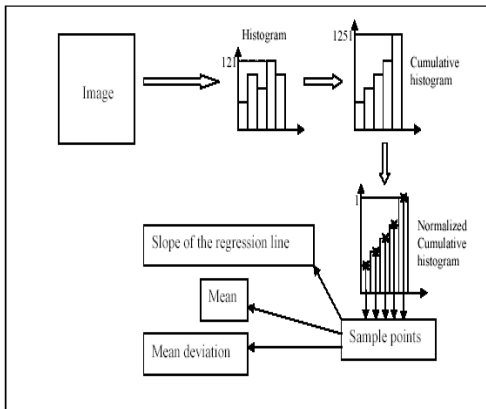 Image
Histogram
121
1251
Cumulative
histogram
1
Normalized
Cumulative
histogram
Slope of the regression line
Mean
Mean deviation
Sample points